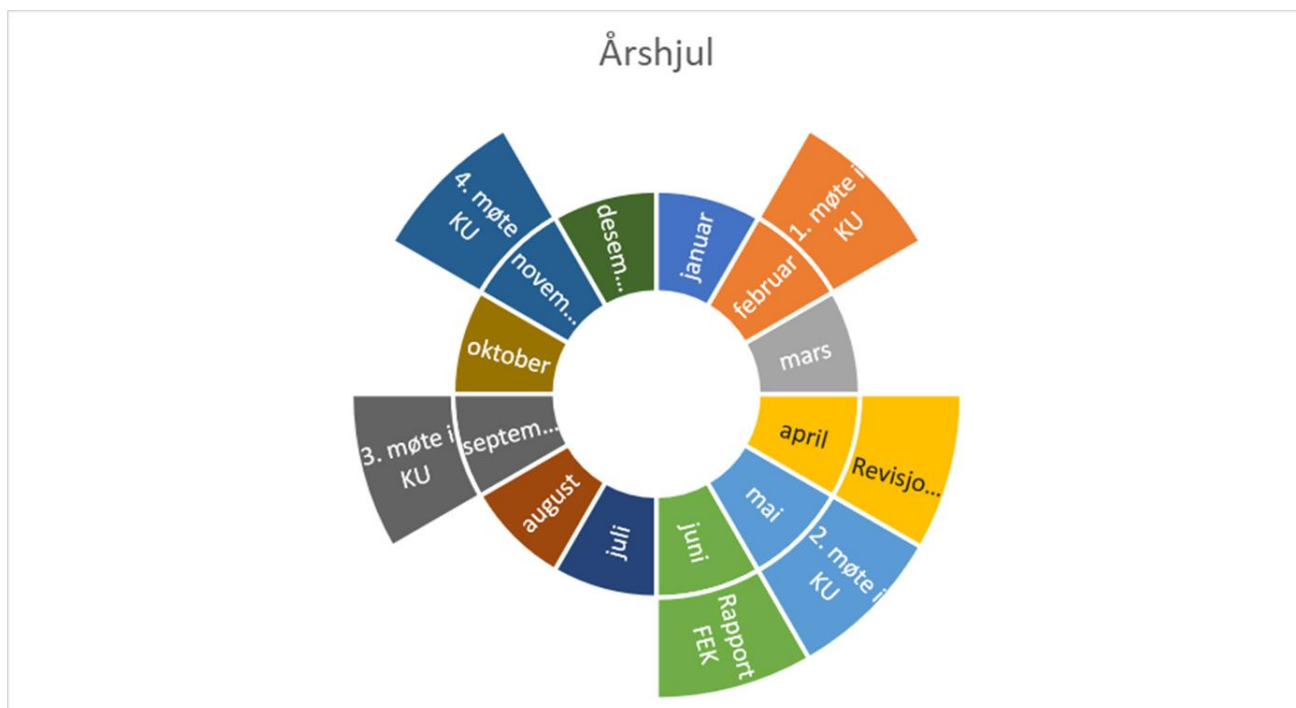 Årshjul
januar
februar
1. møte i
KU
mars
april
Revisjo...
mai
2. møte i
KU
juni
Rapport
FEK
juli
august
septem...
3. møte i
KU
oktober
novem...
4. møte
KU
desem...